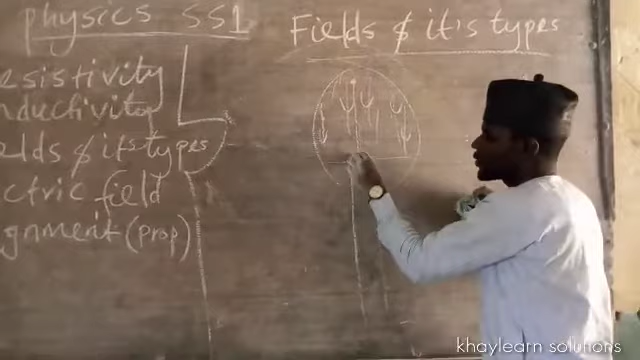 physics SS1
esistivity
nductivity
elds & it's types
ctric field
gnment (prop)
Fields & it's types
khaylearn solutions